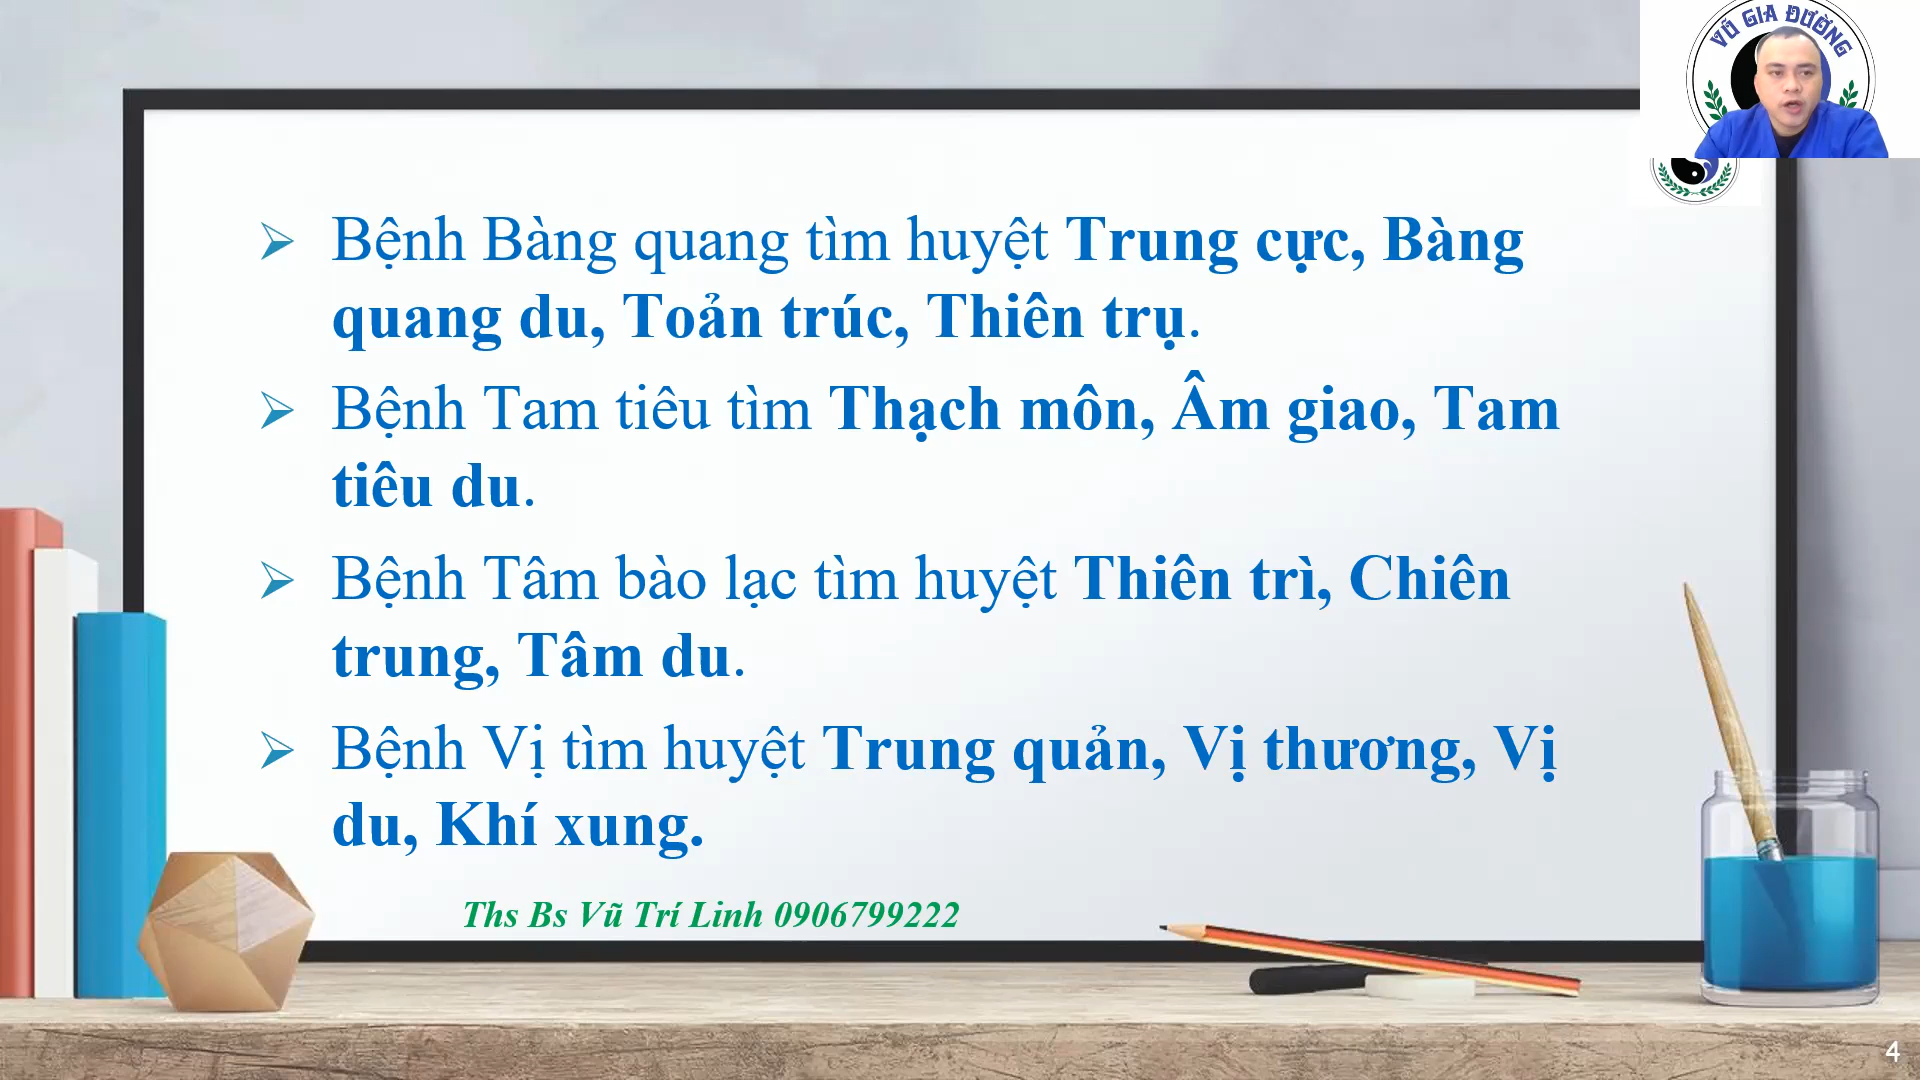 VŨ GIA ĐƯỜNG
Bệnh Bàng quang tìm huyệt Trung cực, Bàng
quang du, Toản trúc, Thiên trụ.
Bệnh Tam tiêu tìm Thạch môn, Âm giao, Tam
tiêu du.
Bệnh Tâm bào lạc tìm huyệt Thiên trì, Chiên
trung, Tâm du.
Bệnh Vị tìm huyệt Trung quản, Vị thương, Vị
du, Khí xung.
Ths Bs Vũ Trí Linh 0906799222
4